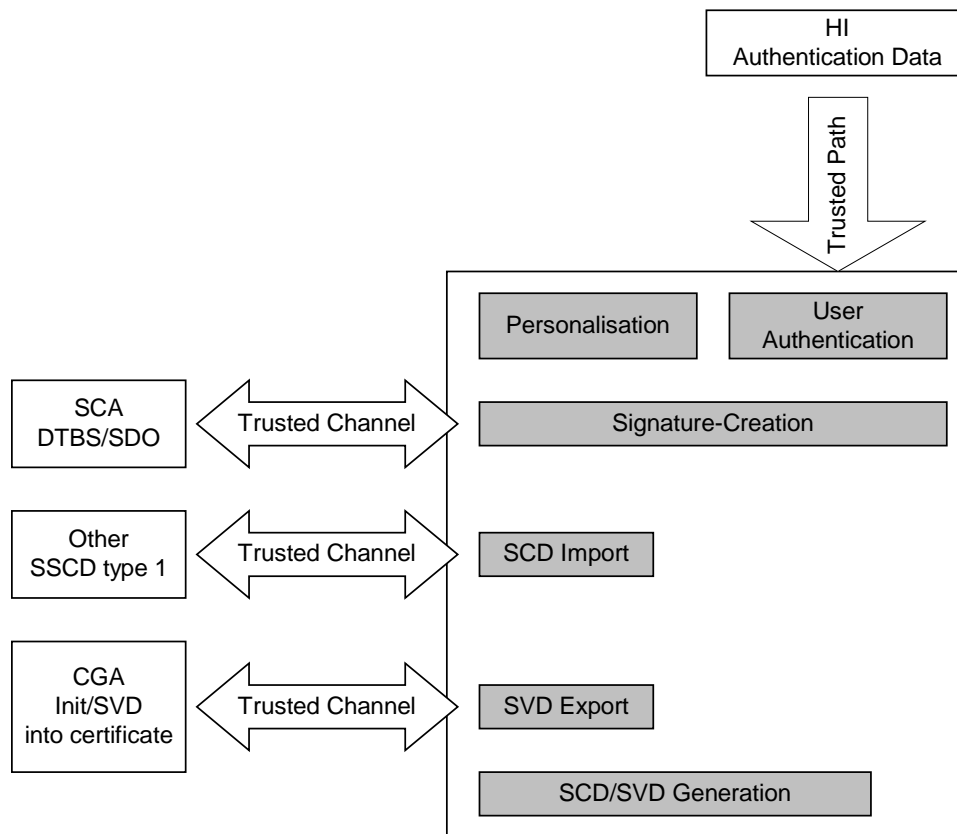 HI
Authentication Data
Trusted Path
Personalisation
User
Authentication
SCA
DTBS/SDO
Trusted Channel
Signature-Creation
Other
SSCD type 1
Trusted Channel
SCD Import
CGA
Init/SVD
into certificate
Trusted Channel
SVD Export
SCD/SVD Generation